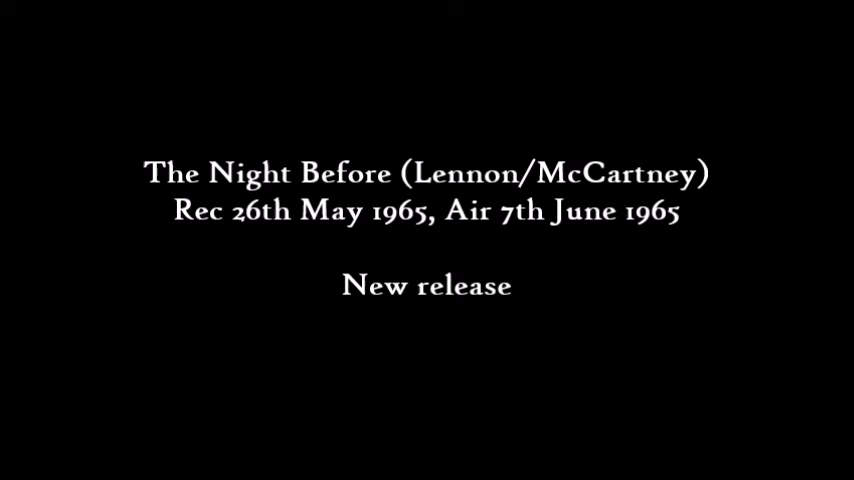 The Night Before (Lennon/McCartney)
Rec 26th May 1965, Air 7th June 1965
New release